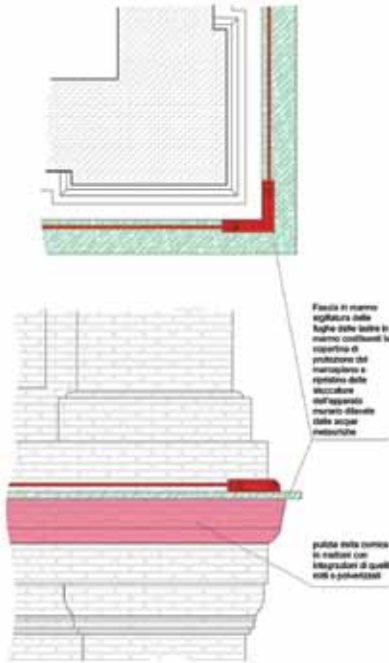 Fascia in marmo
sigillatura delle
fughe delle lastre in
marmo costituenti la
copertina di
protezione del
marcapiano e
ripristino delle
stuccature
dell'apparato
murario dilavate
dalle acque
meteoriche
pulizia della cornice
in mattoni con
integrazioni di quelli
rotti o polverizzati